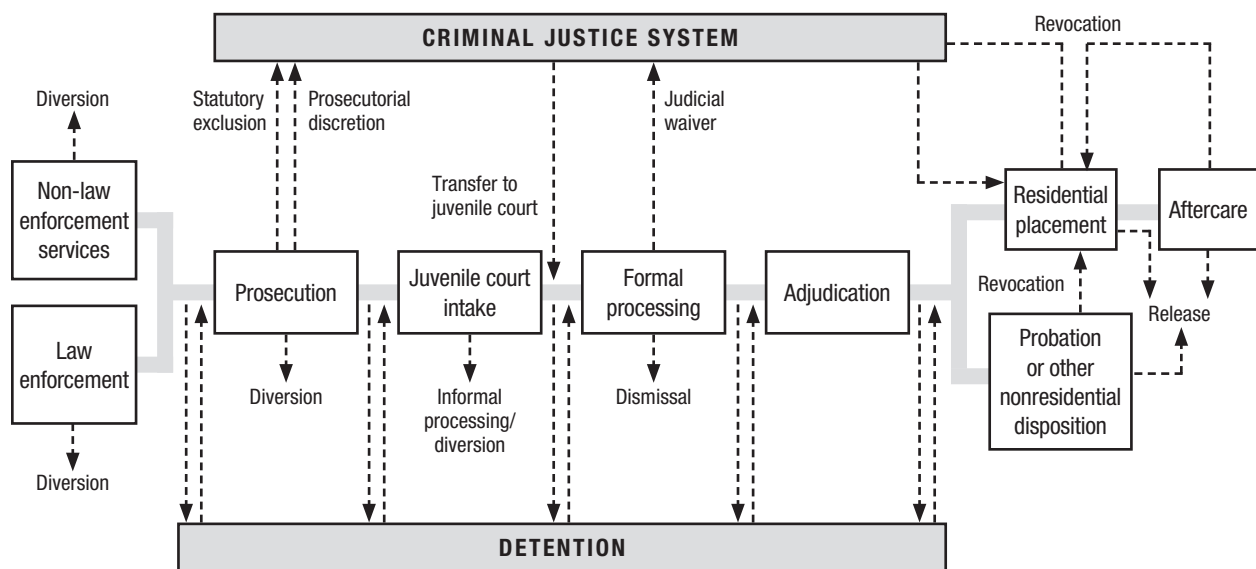 CRIMINAL JUSTICE SYSTEM
Revocation
Diversion
Statutory
exclusion
Prosecutorial
discretion
Judicial
waiver
Non-law
enforcement
services
Transfer to
juvenile court
Residential
placement
Aftercare
Prosecution
Juvenile court
intake
Formal
processing
Adjudication
Revocation
Release
Law
enforcement
Diversion
Informal
processing/
diversion
Dismissal
Probation
or other
nonresidential
disposition
Diversion
DETENTION